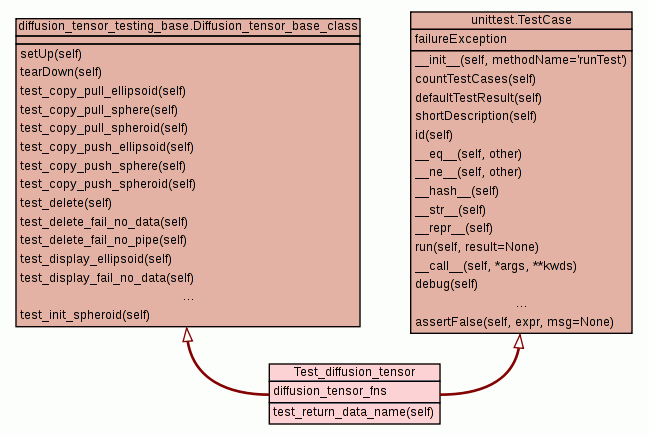 diffusion_tensor_testing_base.Diffusion_tensor_base_class
setUp(self)
tearDown(self)
test_copy_pull_ellipsoid(self)
test_copy_pull_sphere(self)
test_copy_pull_spheroid(self)
test_copy_push_ellipsoid(self)
test_copy_push_sphere(self)
test_copy_push_spheroid(self)
test_delete(self)
test_delete_fail_no_data(self)
test_delete_fail_no_pipe(self)
test_display_ellipsoid(self)
test_display_fail_no_data(self)
...
test_init_spheroid(self)
unittest.TestCase
failureException
__init__(self, methodName='runTest')
countTestCases(self)
defaultTestResult(self)
shortDescription(self)
id(self)
__eq__(self, other)
__ne__(self, other)
__hash__(self)
__str__(self)
__repr__(self)
run(self, result=None)
__call__(self, *args, **kwds)
debug(self)
...
assertFalse(self, expr, msg=None)
Test_diffusion_tensor
diffusion_tensor_fns
test_return_data_name(self)